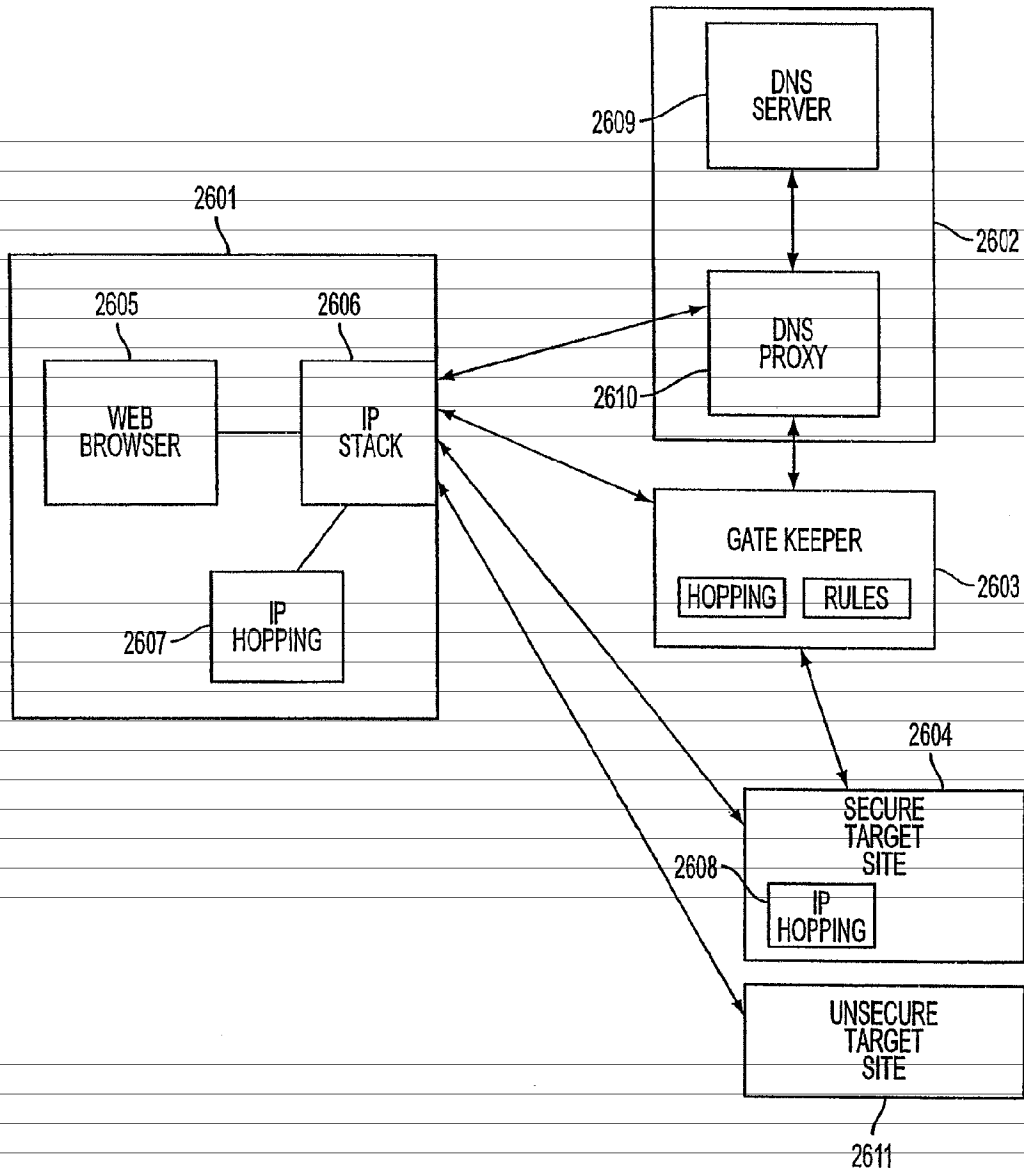 DNS
SERVER
2609
2601
2602
2605
2606
DNS
PROXY
2610
WEB
BROWSER
IP
STACK
GATE KEEPER
HOPPING
RULES
2603
IP
HOPPING
2607
2604
SECURE
TARGET
SITE
2608
IP
HOPPING
UNSECURE
TARGET
SITE
2611